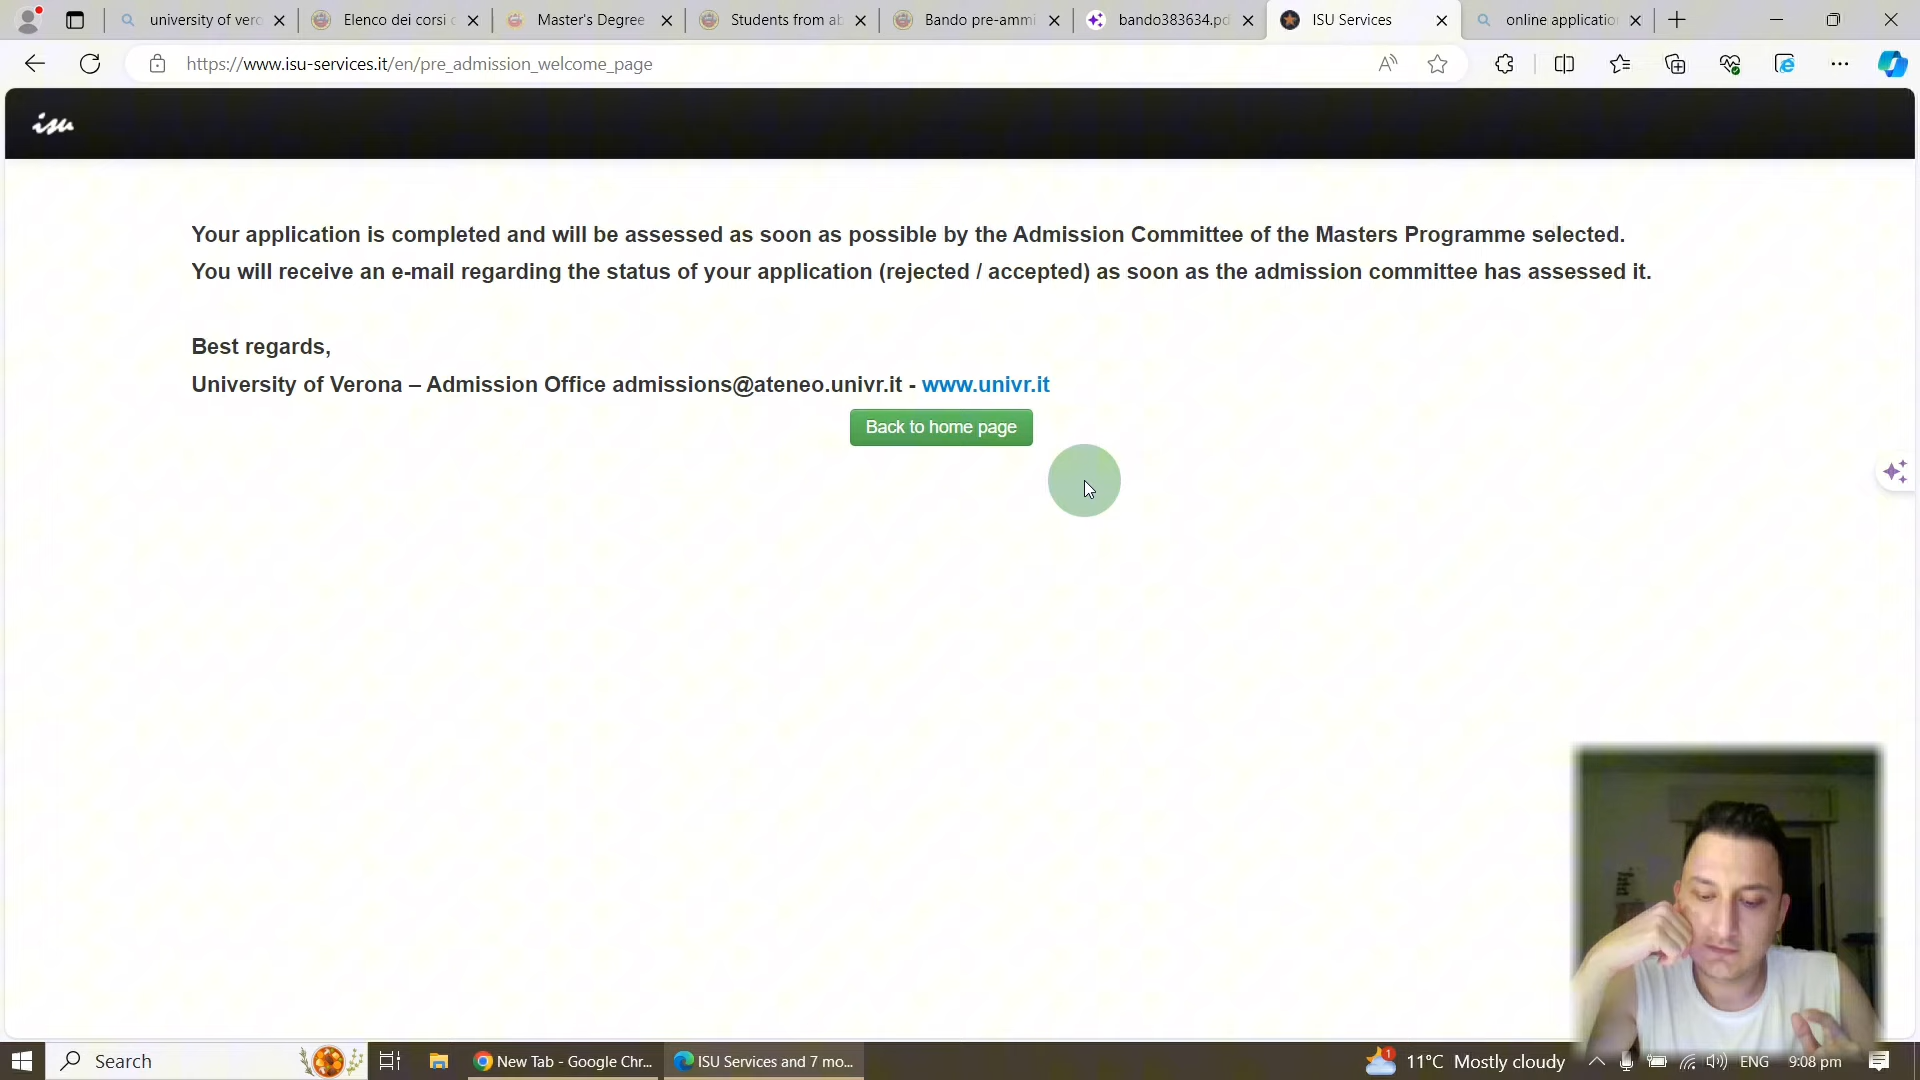 university of vero
Elenco dei corsi
Master's Degree
Students from ab
Bando pre-ammi
bando383634.pd
ISU Services
online applicatio
https://www.isu-services.it/en/pre_admission_welcome_page
isu
Your application is completed and will be assessed as soon as possible by the Admission Committee of the Masters Programme selected.
You will receive an e-mail regarding the status of your application (rejected / accepted) as soon as the admission committee has assessed it.
Best regards,
University of Verona – Admission Office admissions@ateneo.univr.it - www.univr.it
Back to home page
Search
New Tab - Google Chr...
ISU Services and 7 mo...
1
11°C Mostly cloudy
ENG
9:08 pm